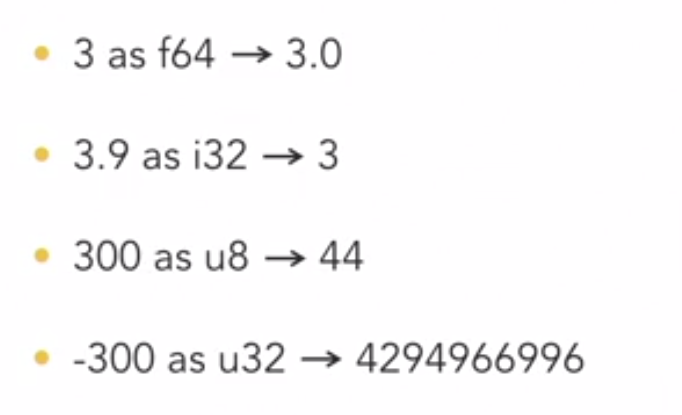 • 3 as f64 → 3.0
• 3.9 as i32 → 3
• 300 as u8 → 44
• -300 as u32 → 4294966996